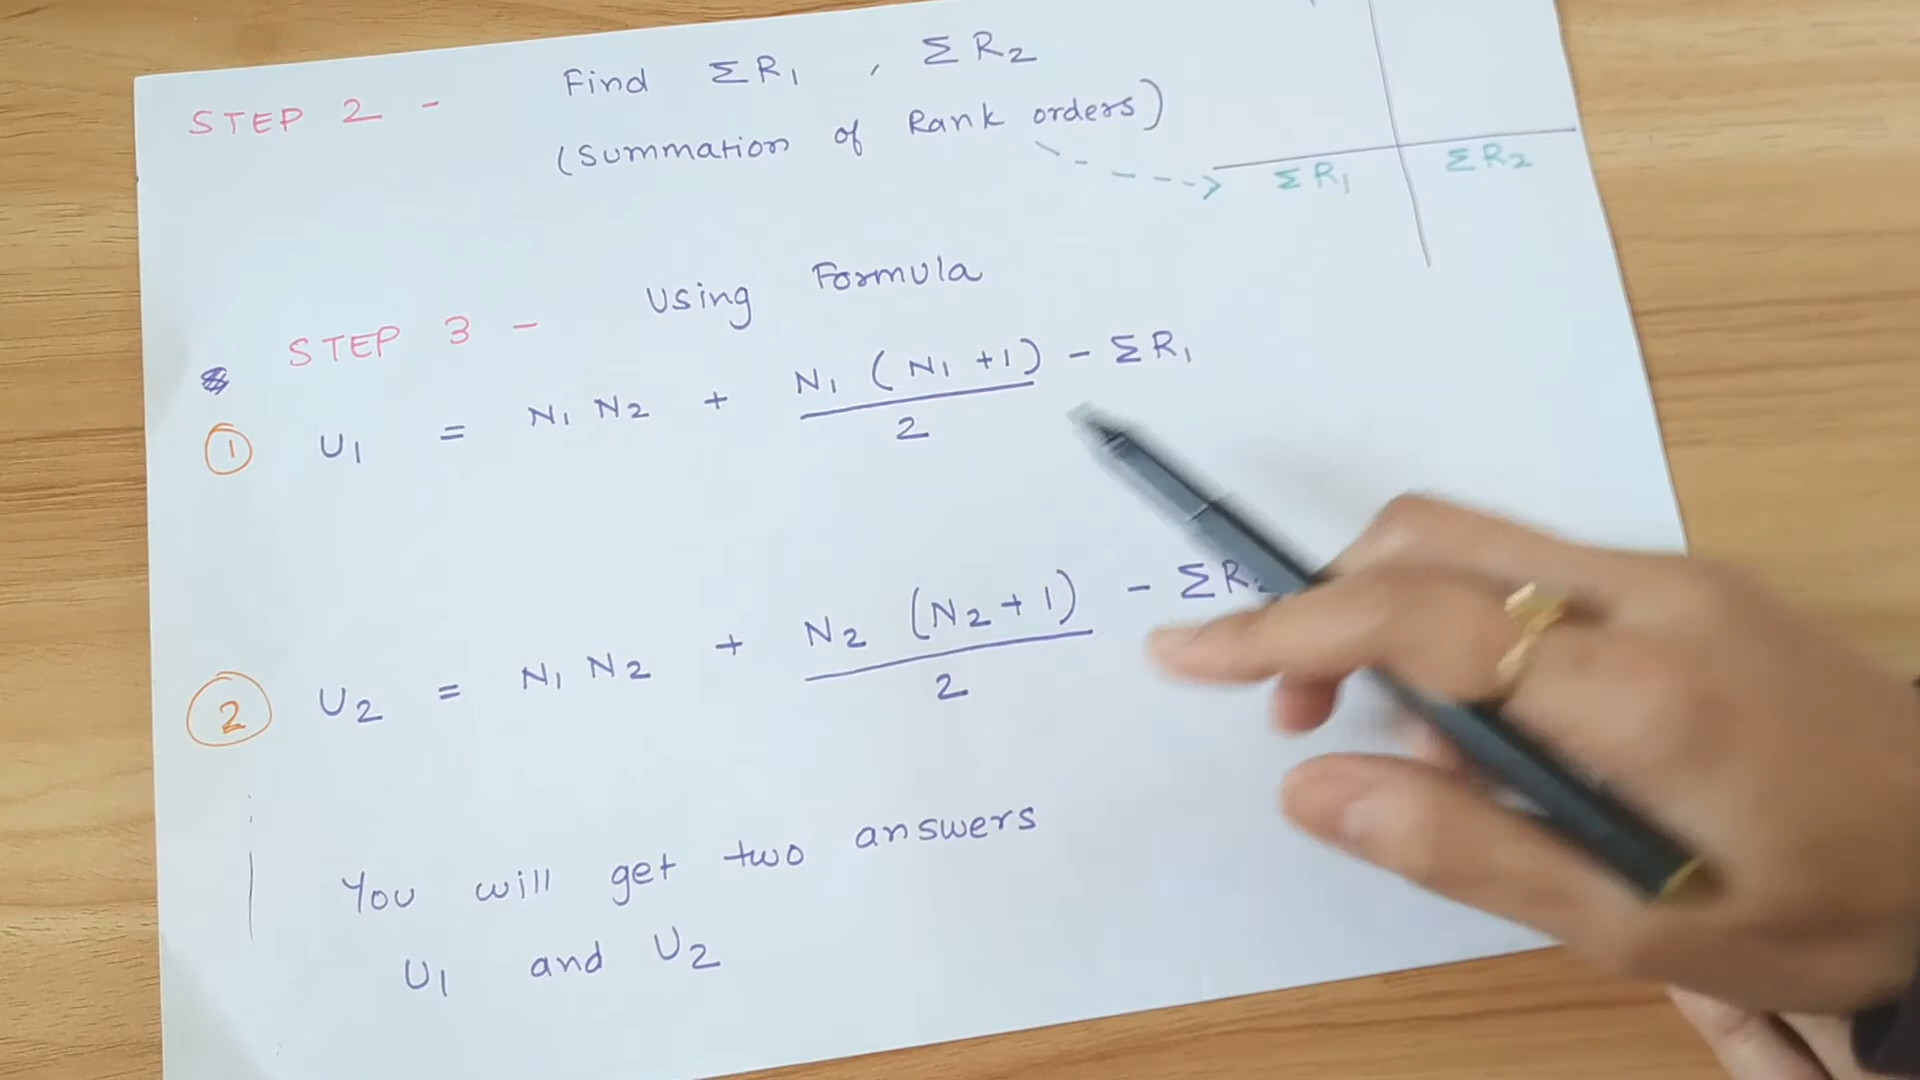 STEP 2 - Find ΣR₁ , ΣR₂
(Summation of Rank orders)
ΣR₁ ΣR₂
STEP 3 - Using Formula
① U₁ = N₁ N₂ + N₁ (N₁ +1) / 2 - ΣR₁
② U₂ = N₁ N₂ + N₂ (N₂+1) / 2 - ΣR
You will get two answers
U₁ and U₂